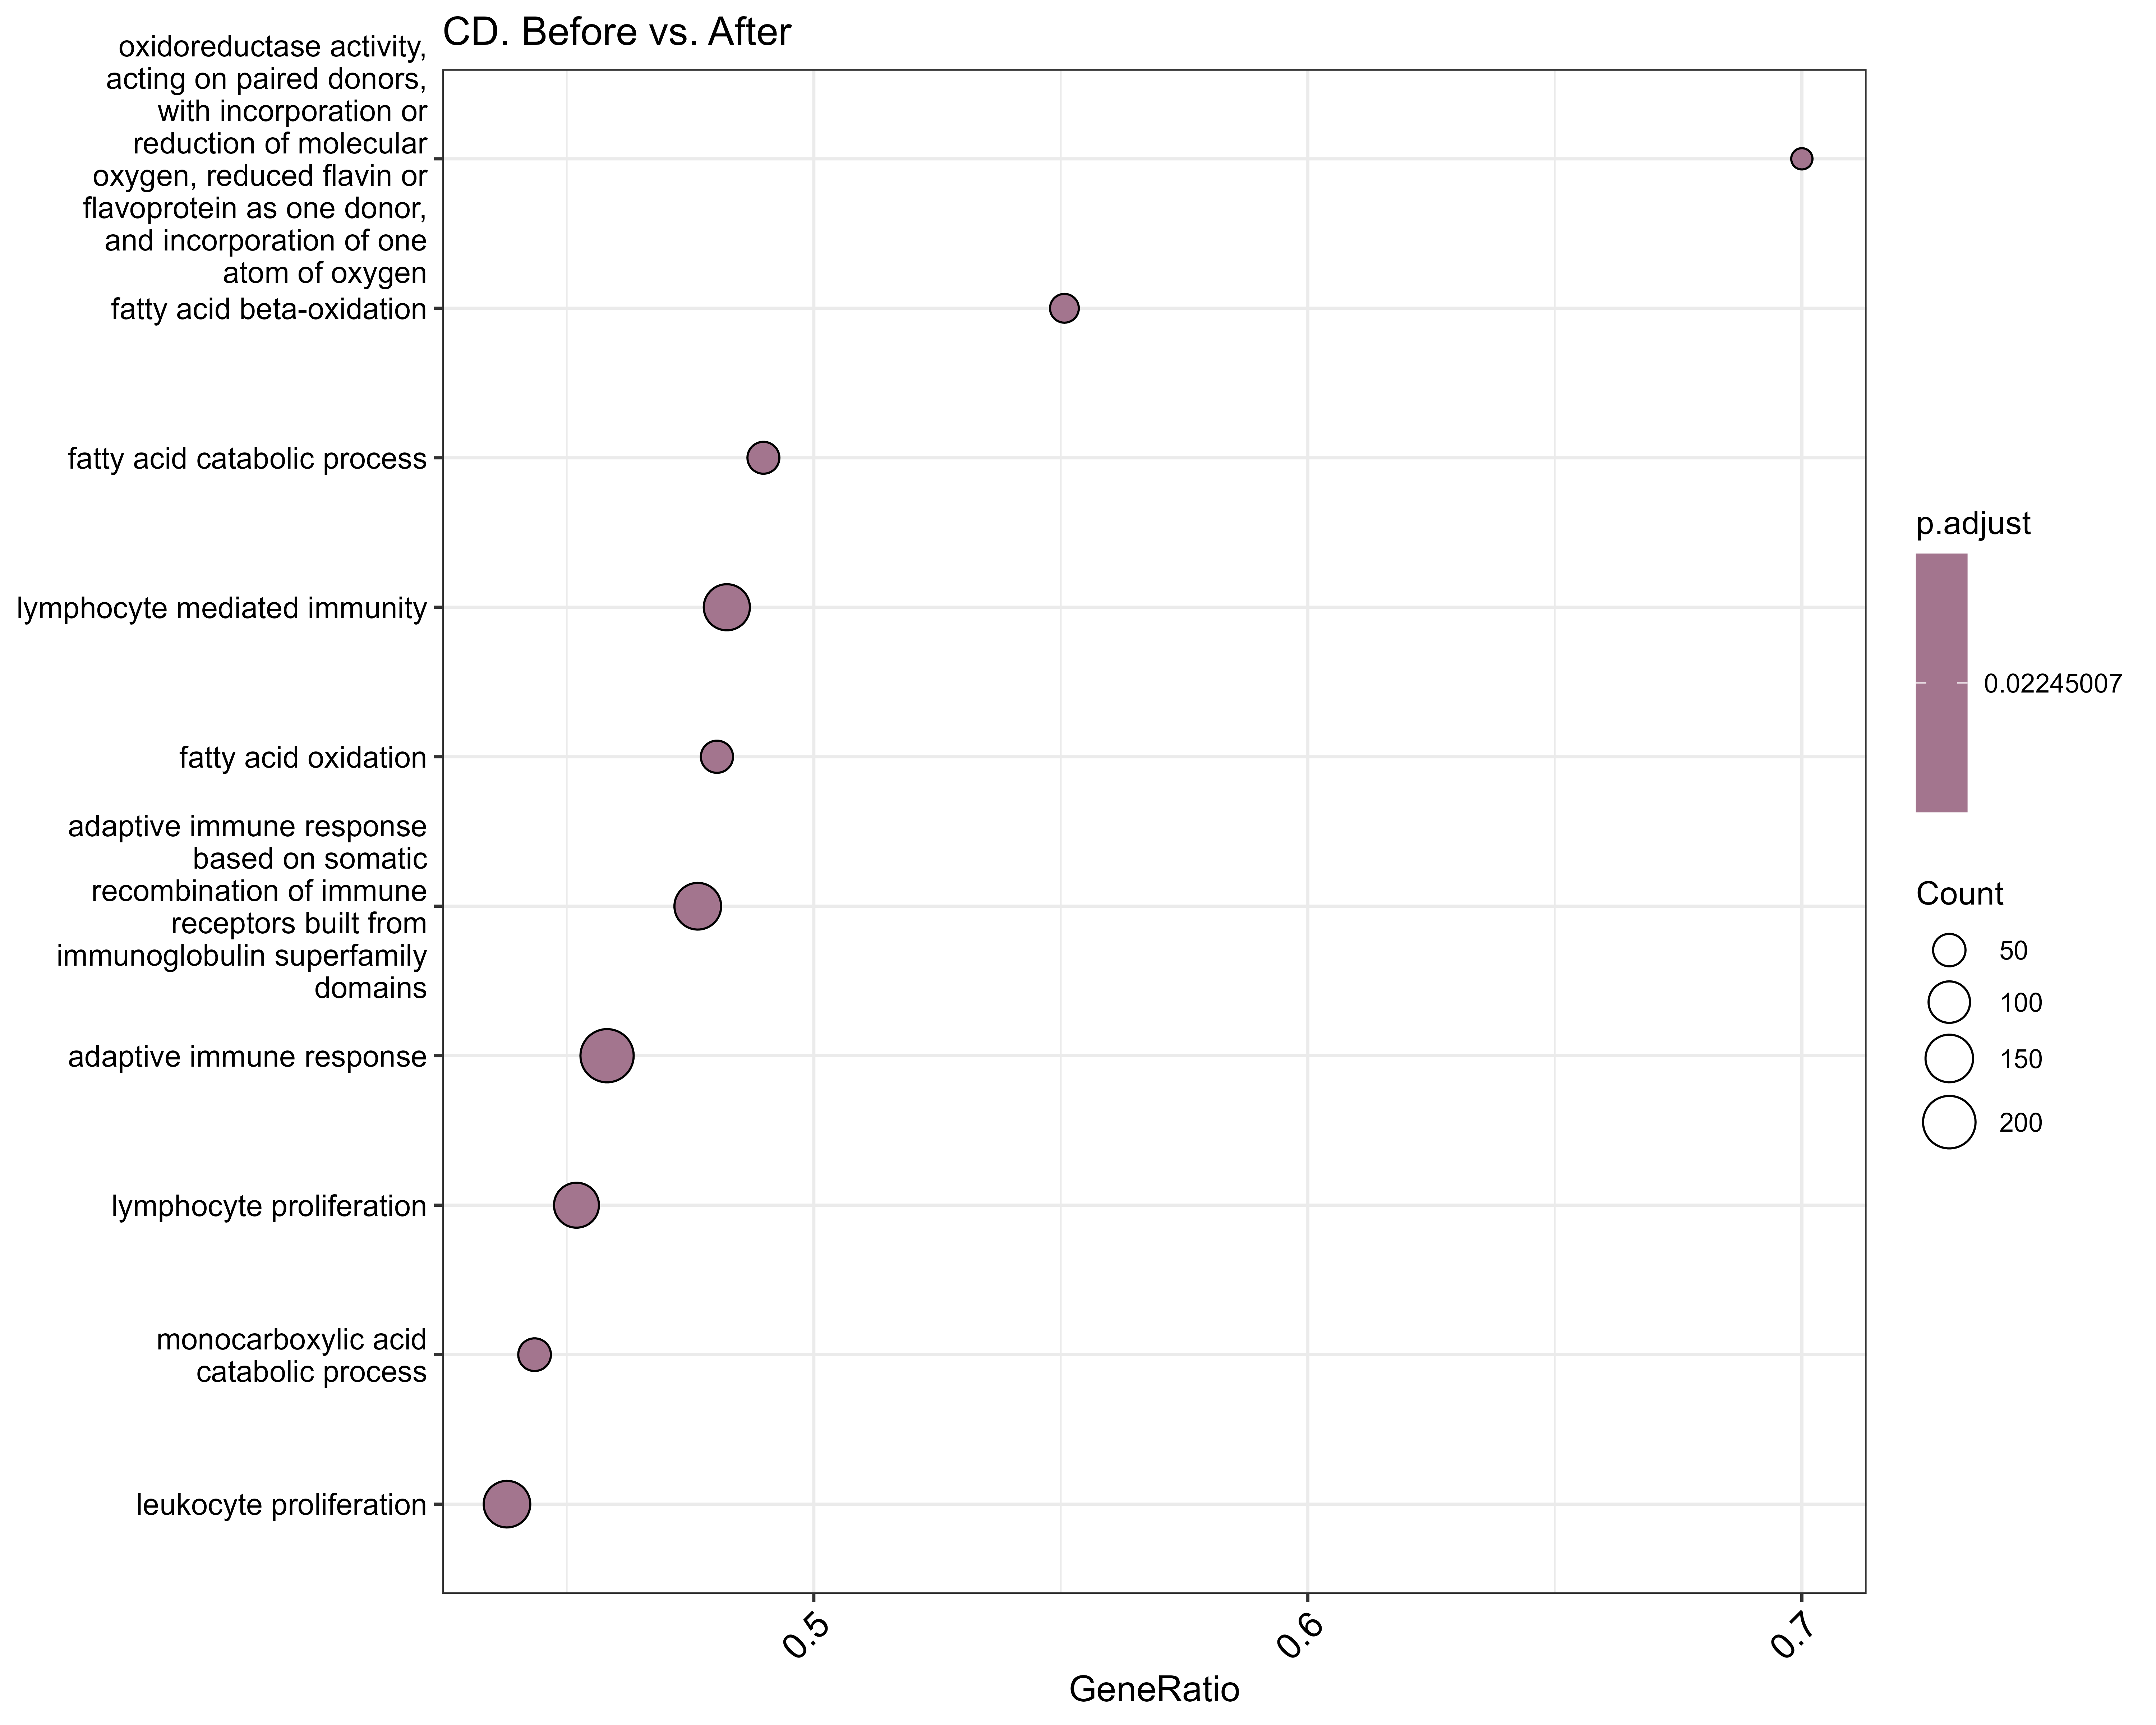 CD. Before vs. After
oxidoreductase activity,
acting on paired donors,
with incorporation or
reduction of molecular
oxygen, reduced flavin or
flavoprotein as one donor,
and incorporation of one
atom of oxygen
fatty acid beta-oxidation
fatty acid catabolic process
lymphocyte mediated immunity
fatty acid oxidation
adaptive immune response
based on somatic
recombination of immune
receptors built from
immunoglobulin superfamily
domains
adaptive immune response
lymphocyte proliferation
monocarboxylic acid
catabolic process
leukocyte proliferation
0.5
0.6
0.7
GeneRatio
p.adjust
0.02245007
Count
50
100
150
200